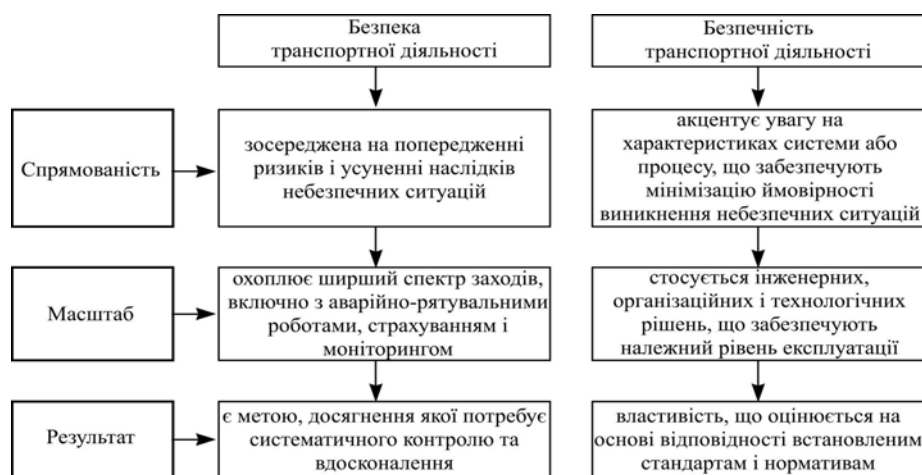 Безпека
транспортної діяльності
Безпечність
транспортної діяльності
Спрямованість
зосереджена на попередженні
ризиків і усуненні наслідків
небезпечних ситуацій
акцентує увагу на
характеристиках системи або
процесу, що забезпечують
мінімізацію ймовірності
виникнення небезпечних ситуацій
Масштаб
охоплює ширший спектр заходів,
включно з аварійно-рятувальними
роботами, страхуванням і
моніторингом
стосується інженерних,
організаційних і технологічних
рішень, що забезпечують
належний рівень експлуатації
Результат
є метою, досягнення якої потребує
систематичного контролю та
вдосконалення
властивість, що оцінюється на
основі відповідності встановленим
стандартам і нормативам